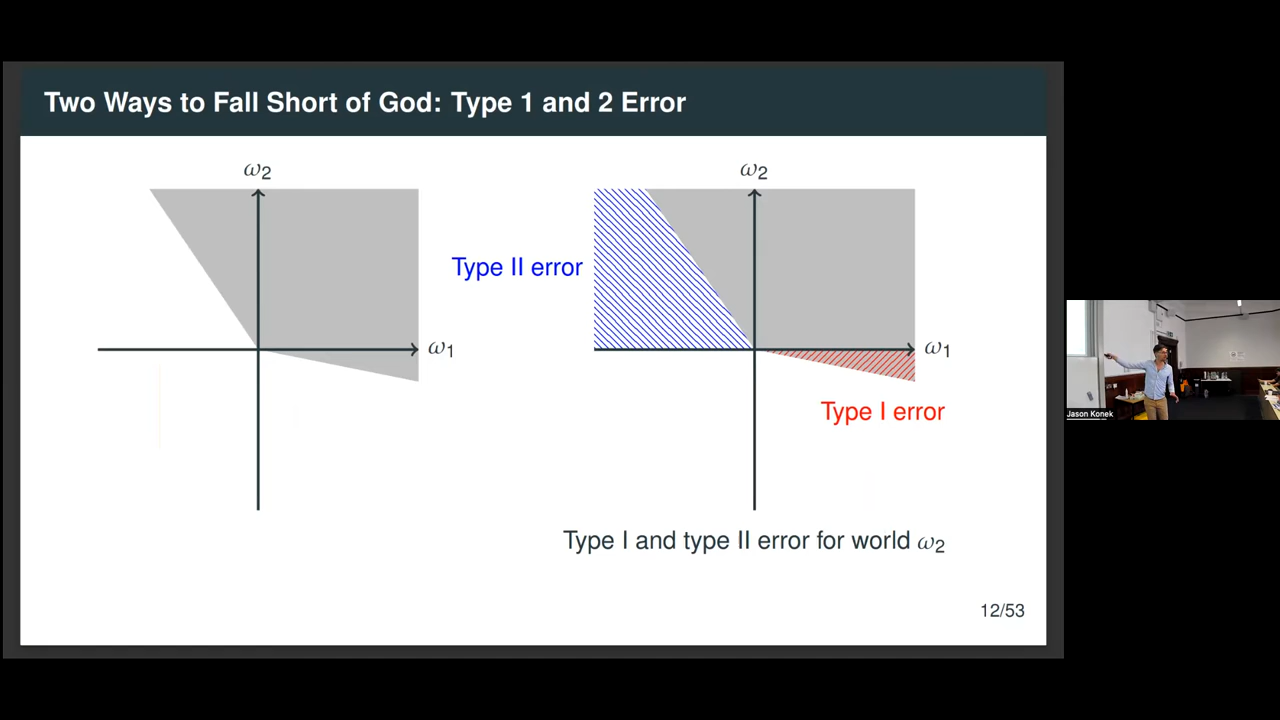 Two Ways to Fall Short of God: Type 1 and 2 Error
ω2
ω1
ω2
ω1
Type II error
Type I error
Type I and type II error for world ω2
12/53
Jason Konek